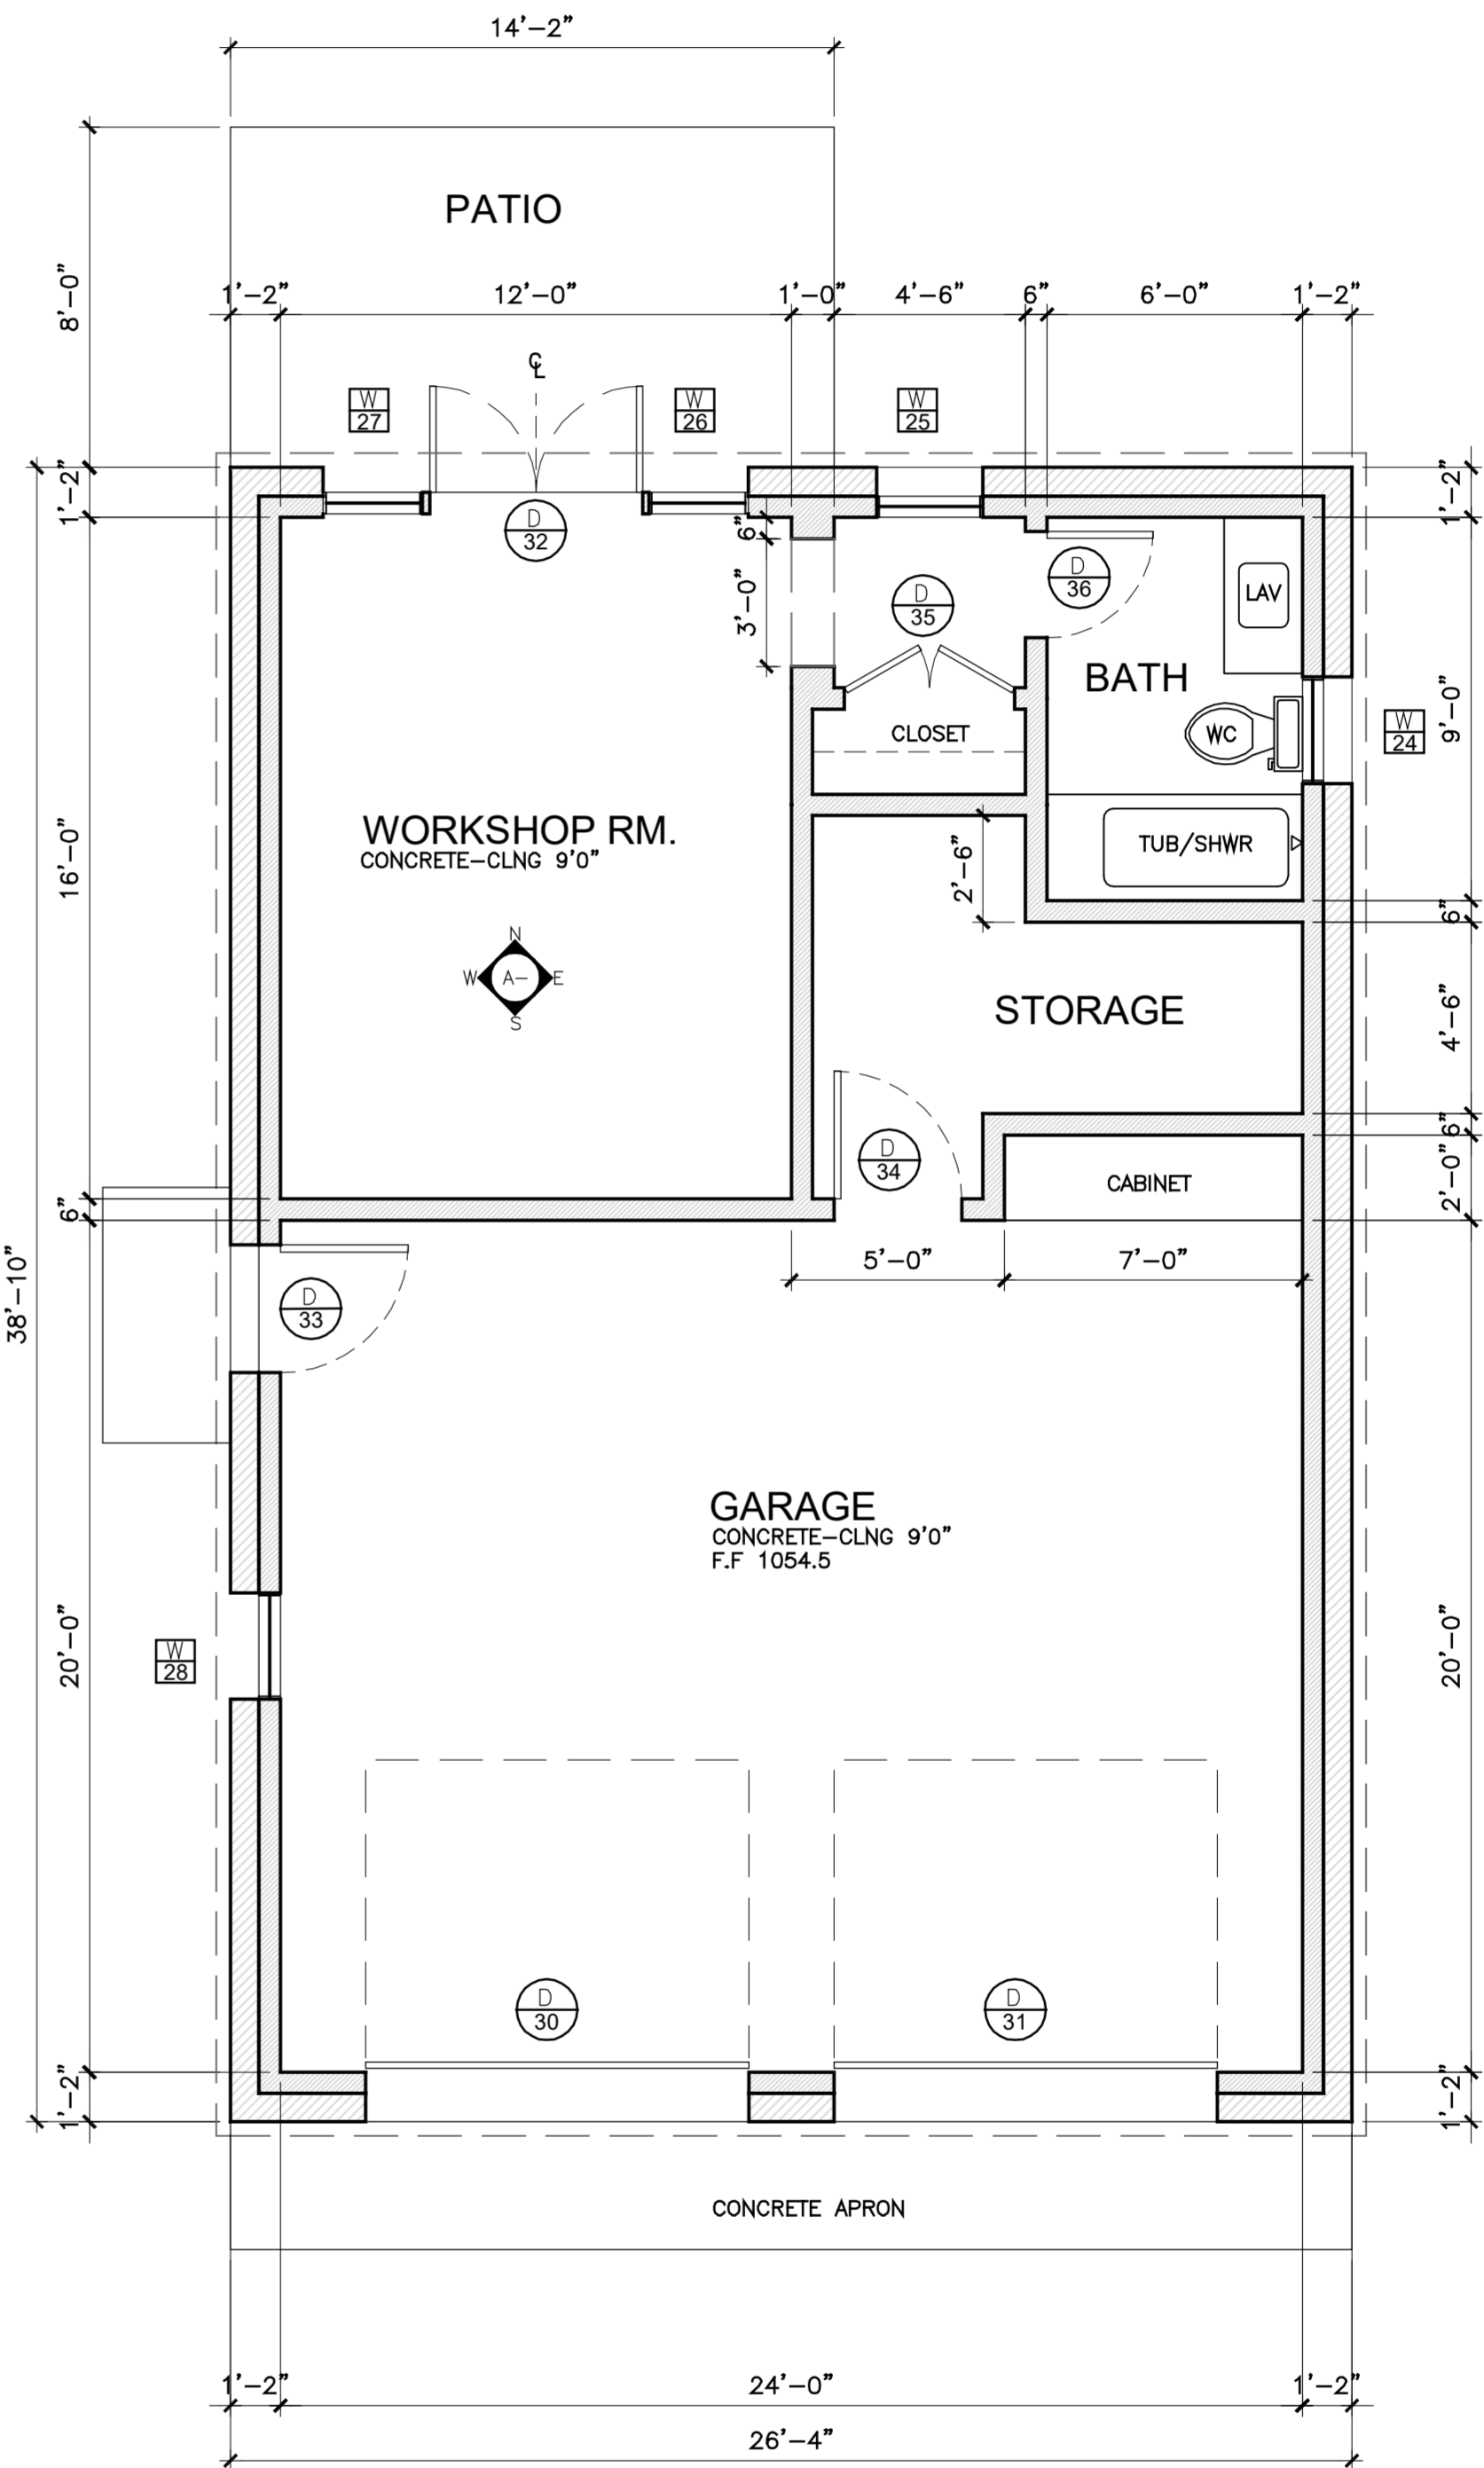 14'-2"
PATIO
8'-0"
1'-2"
12'-0"
1'-0"
4'-6"
6"
6'-0"
1'-2"
℄
W
27
W
26
W
25
1'-2"
1'-2"
D
32
6"
3'-0"
D
35
D
36
LAV
BATH
9'-0"
WC
W
24
CLOSET
16'-0"
WORKSHOP RM.
CONCRETE-CLNG 9'0"
2'-6"
TUB/SHWR
6"
N
W
A-
E
S
STORAGE
4'-6"
6"
D
34
CABINET
2'-0"
6"
5'-0"
7'-0"
38'-10"
D
33
GARAGE
CONCRETE-CLNG 9'0"
F.F 1054.5
20'-0"
W
28
20'-0"
D
30
D
31
1'-2"
1'-2"
CONCRETE APRON
1'-2"
24'-0"
1'-2"
26'-4"